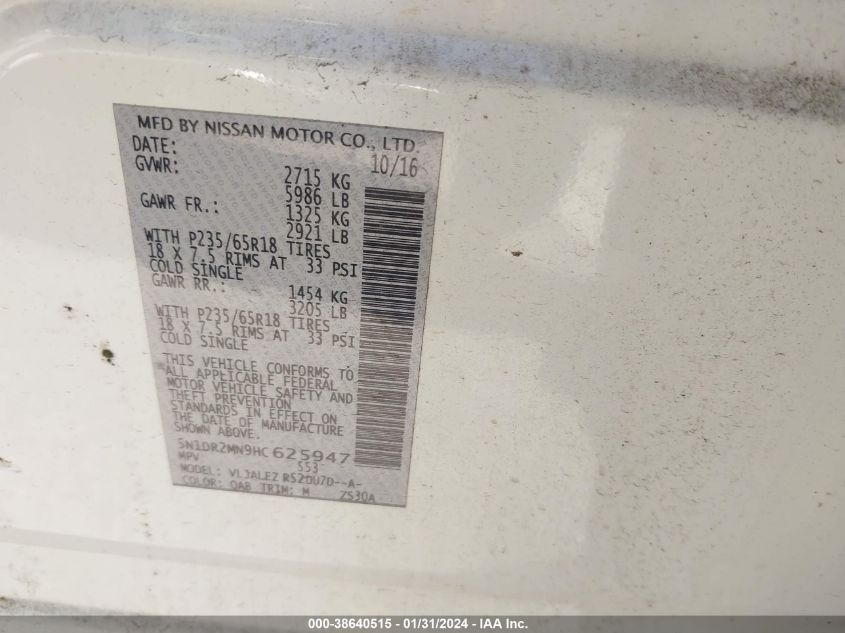 MFD BY NISSAN MOTOR CO., LTD.
DATE: 10/16
GVWR: 2715 KG
5986 LB
GAWR FR.: 1325 KG
2921 LB
WITH P235/65R18 TIRES
18 X 7.5 RIMS AT 33 PSI
COLD SINGLE
GAWR RR.: 1454 KG
3205 LB
WITH P235/65R18 TIRES
18 X 7.5 RIMS AT 33 PSI
COLD SINGLE
THIS VEHICLE CONFORMS TO
ALL APPLICABLE FEDERAL
MOTOR VEHICLE SAFETY AND
THEFT PREVENTION
STANDARDS IN EFFECT ON
THE DATE OF MANUFACTURE
SHOWN ABOVE.
5N1DR2MN9HC 625947
MPV S53
MODEL: VL3ALEZ R52DU7D--A-
COLOR: QAB TRIM: M ZS30A
000-38640515 - 01/31/2024 - IAA Inc.